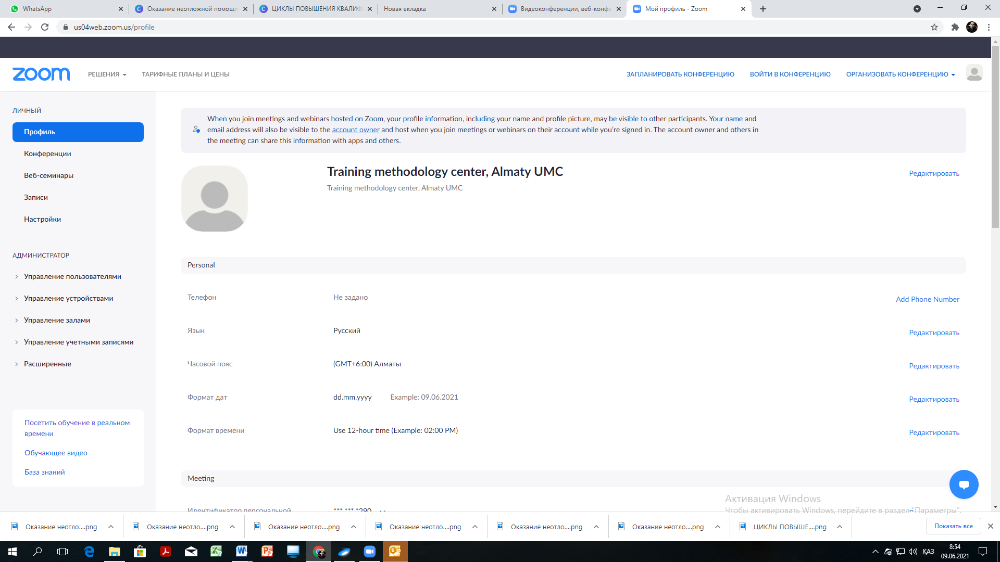 WhatsApp
Оказание неотложной помощи
ЦИКЛЫ ПОВЫШЕНИЯ КВАЛИФ
Новая вкладка
Видеоконференции, веб-конфе
Мой профиль - Zoom
us04web.zoom.us/profile
zoom
РЕШЕНИЯ
ТАРИФНЫЕ ПЛАНЫ И ЦЕНЫ
ЗАПЛАНИРОВАТЬ КОНФЕРЕНЦИЮ
ВОЙТИ В КОНФЕРЕНЦИЮ
ОРГАНИЗОВАТЬ КОНФЕРЕНЦИЮ
ЛИЧНЫЙ
Профиль
Конференции
Веб-семинары
Записи
Настройки
АДМИНИСТРАТОР
Управление пользователями
Управление устройствами
Управление залами
Управление учетными записями
Расширенные
Посетить обучение в реальном
времени
Обучающее видео
База знаний
When you join meetings and webinars hosted on Zoom, your profile information, including your name and profile picture, may be visible to other participants. Your name and
email address will also be visible to the account owner and host when you join meetings or webinars on their account while you're signed in. The account owner and others in
the meeting can share this information with apps and others.
Training methodology center, Almaty UMC
Редактировать
Training methodology center, Almaty UMC
Personal
Телефон
Не задано
Add Phone Number
Язык
Русский
Редактировать
Часовой пояс
(GMT+6:00) Алматы
Редактировать
Формат дат
dd.mm.yyyy
Example: 09.06.2021
Редактировать
Формат времени
Use 12-hour time (Example: 02:00 PM)
Редактировать
Meeting
Идентификатор персональной
*** *** *290
Активация Windows
Чтобы активировать Windows, перейдите в раздел "Параметры".
Оказание неотло....png
Оказание неотло....png
Оказание неотло....png
Оказание неотло....png
Оказание неотло....png
Оказание неотло....png
ЦИКЛЫ ПОВЫШЕ....png
Показать все
ҚАЗ
8:54
09.06.2021